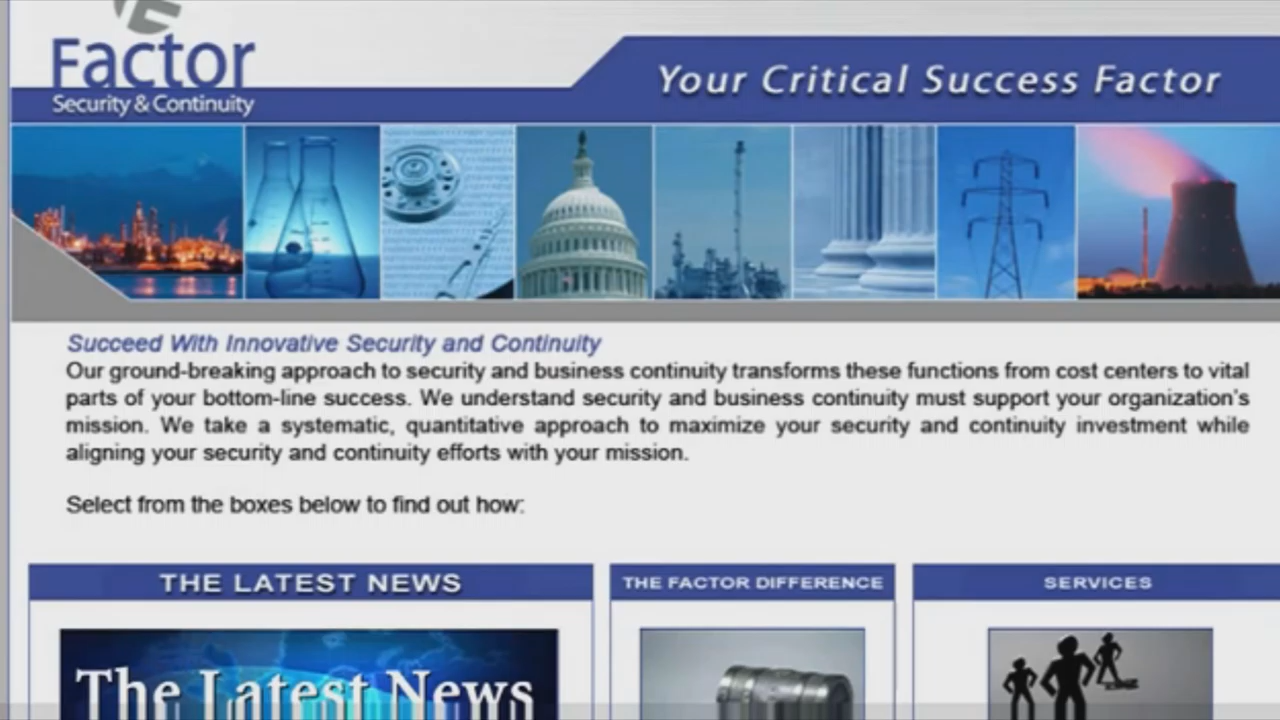 Factor
Security & Continuity
Your Critical Success Factor
Succeed With Innovative Security and Continuity
Our ground-breaking approach to security and business continuity transforms these functions from cost centers to vital
parts of your bottom-line success. We understand security and business continuity must support your organization's
mission. We take a systematic, quantitative approach to maximize your security and continuity investment while
aligning your security and continuity efforts with your mission.
Select from the boxes below to find out how:
THE LATEST NEWS
THE FACTOR DIFFERENCE
SERVICES
The Latest News